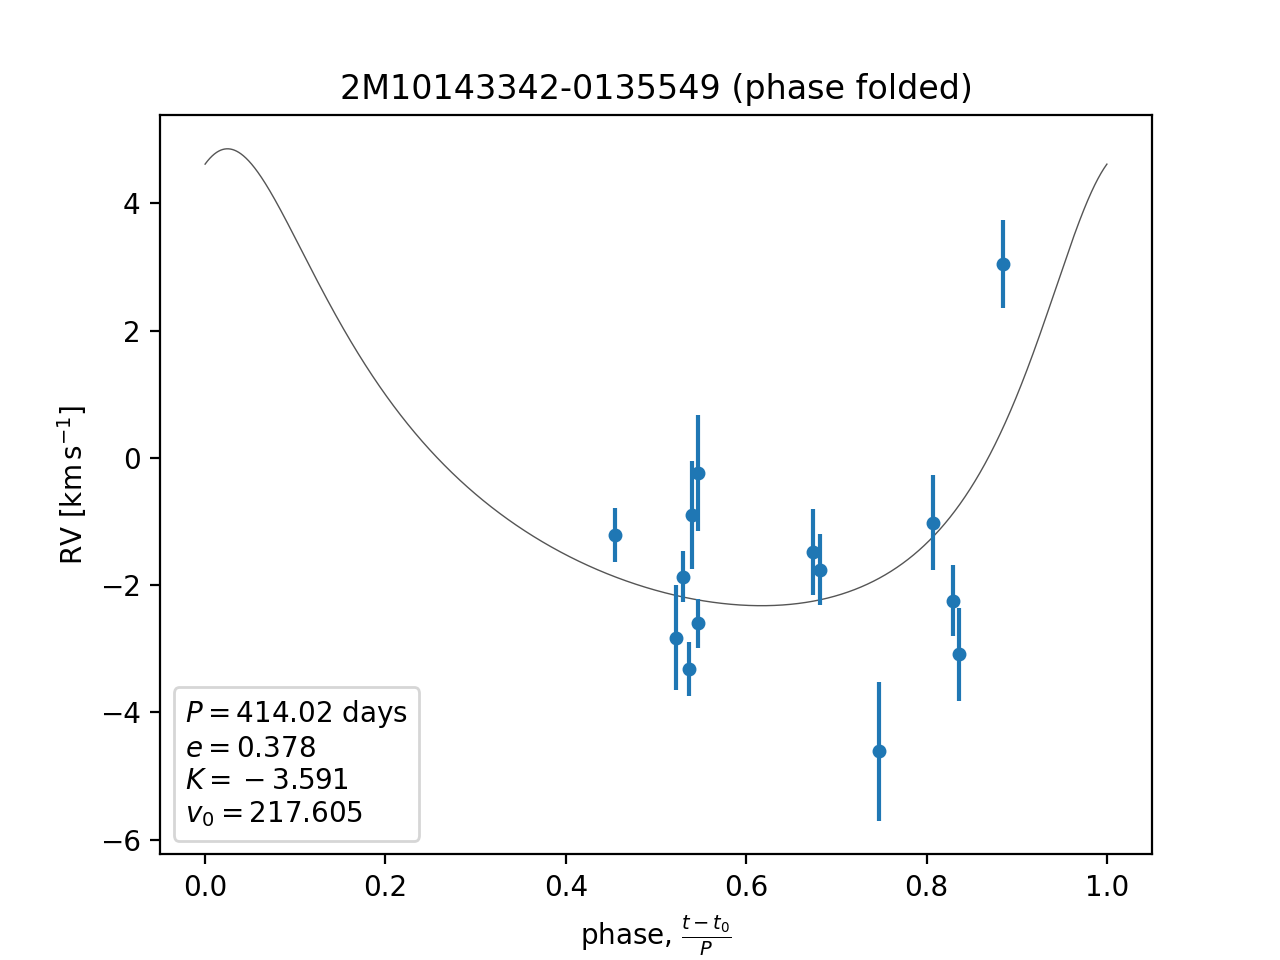 2M10143342-0135549 (phase folded)
RV [km s⁻¹]
4
2
0
−2
−4
−6
P = 414.02 days
e = 0.378
K = −3.591
v₀ = 217.605
0.0 0.2 0.4 0.6 0.8 1.0
phase, (t − t₀)/P